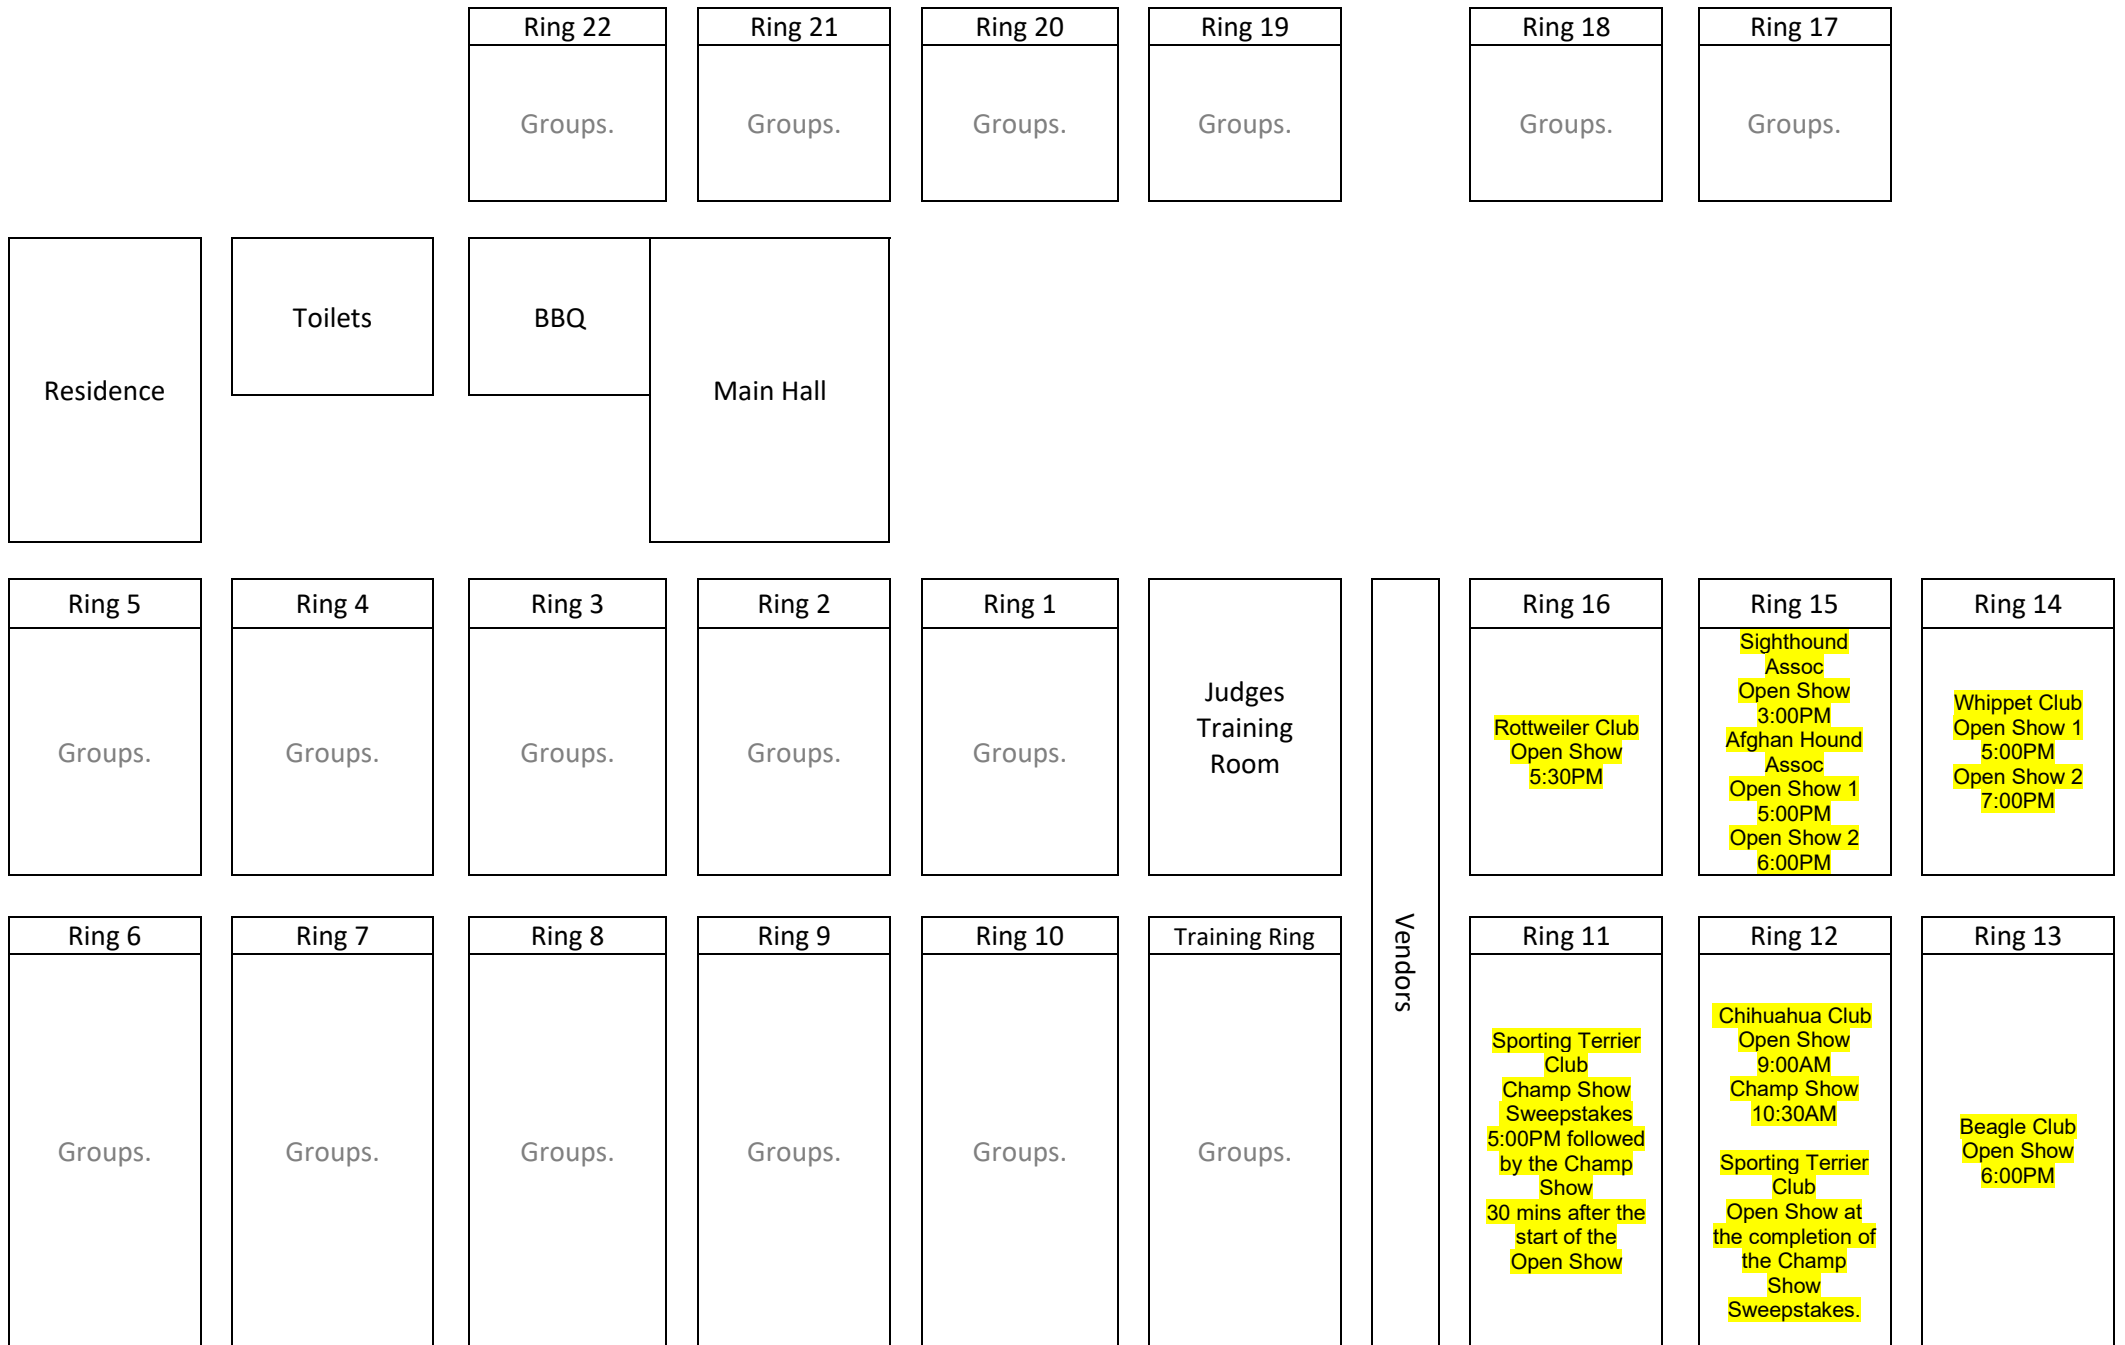 Ring 22
Ring 21
Ring 20
Ring 19
Ring 18
Ring 17
Groups.
Groups.
Groups.
Groups.
Groups.
Groups.
Residence
Toilets
BBQ
Main Hall
Ring 5
Groups.
Ring 4
Groups.
Ring 3
Groups.
Ring 2
Groups.
Ring 1
Groups.
Judges
Training
Room
Vendors
Ring 16
Rottweiler Club
Open Show
5:30PM
Ring 15
Sighthound
Assoc
Open Show
3:00PM
Afghan Hound
Assoc
Open Show 1
5:00PM
Open Show 2
6:00PM
Ring 14
Whippet Club
Open Show 1
5:00PM
Open Show 2
7:00PM
Ring 6
Groups.
Ring 7
Groups.
Ring 8
Groups.
Ring 9
Groups.
Ring 10
Groups.
Training Ring
Groups.
Ring 11
Sporting Terrier
Club
Champ Show
Sweepstakes
5:00PM followed
by the Champ
Show
30 mins after the
start of the
Open Show
Ring 12
Chihuahua Club
Open Show
9:00AM
Champ Show
10:30AM
Sporting Terrier
Club
Open Show at
the completion of
the Champ
Show
Sweepstakes.
Ring 13
Beagle Club
Open Show
6:00PM